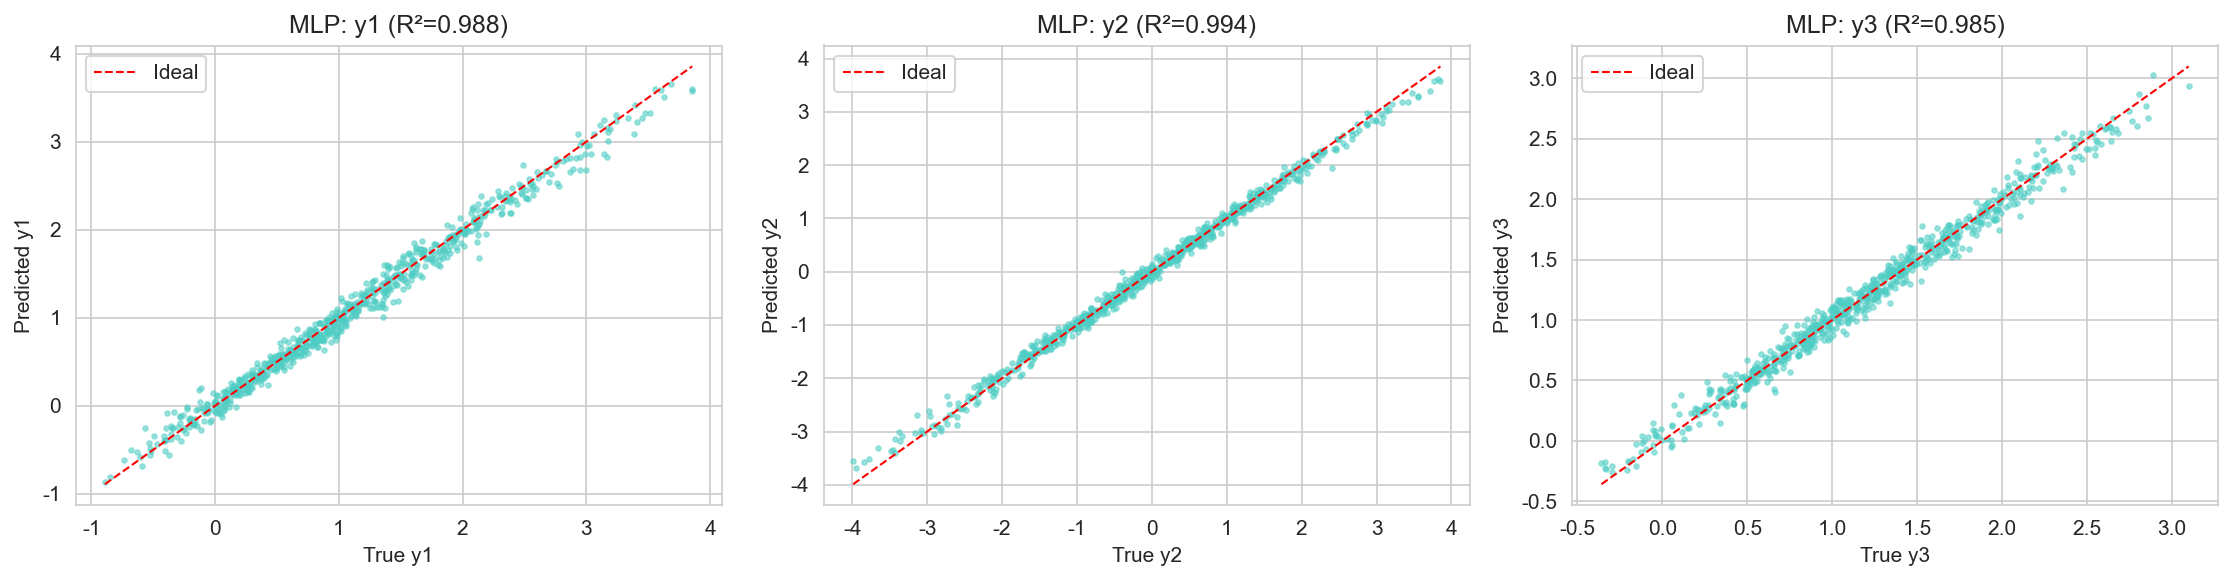 MLP: y1 (R²=0.988)
Ideal
4
3
2
1
0
-1
-1 0 1 2 3 4
Predicted y1
True y1
MLP: y2 (R²=0.994)
Ideal
4
3
2
1
0
-1
-2
-3
-4
-4 -3 -2 -1 0 1 2 3 4
Predicted y2
True y2
MLP: y3 (R²=0.985)
Ideal
3.0
2.5
2.0
1.5
1.0
0.5
0.0
-0.5
-0.5 0.0 0.5 1.0 1.5 2.0 2.5 3.0
Predicted y3
True y3